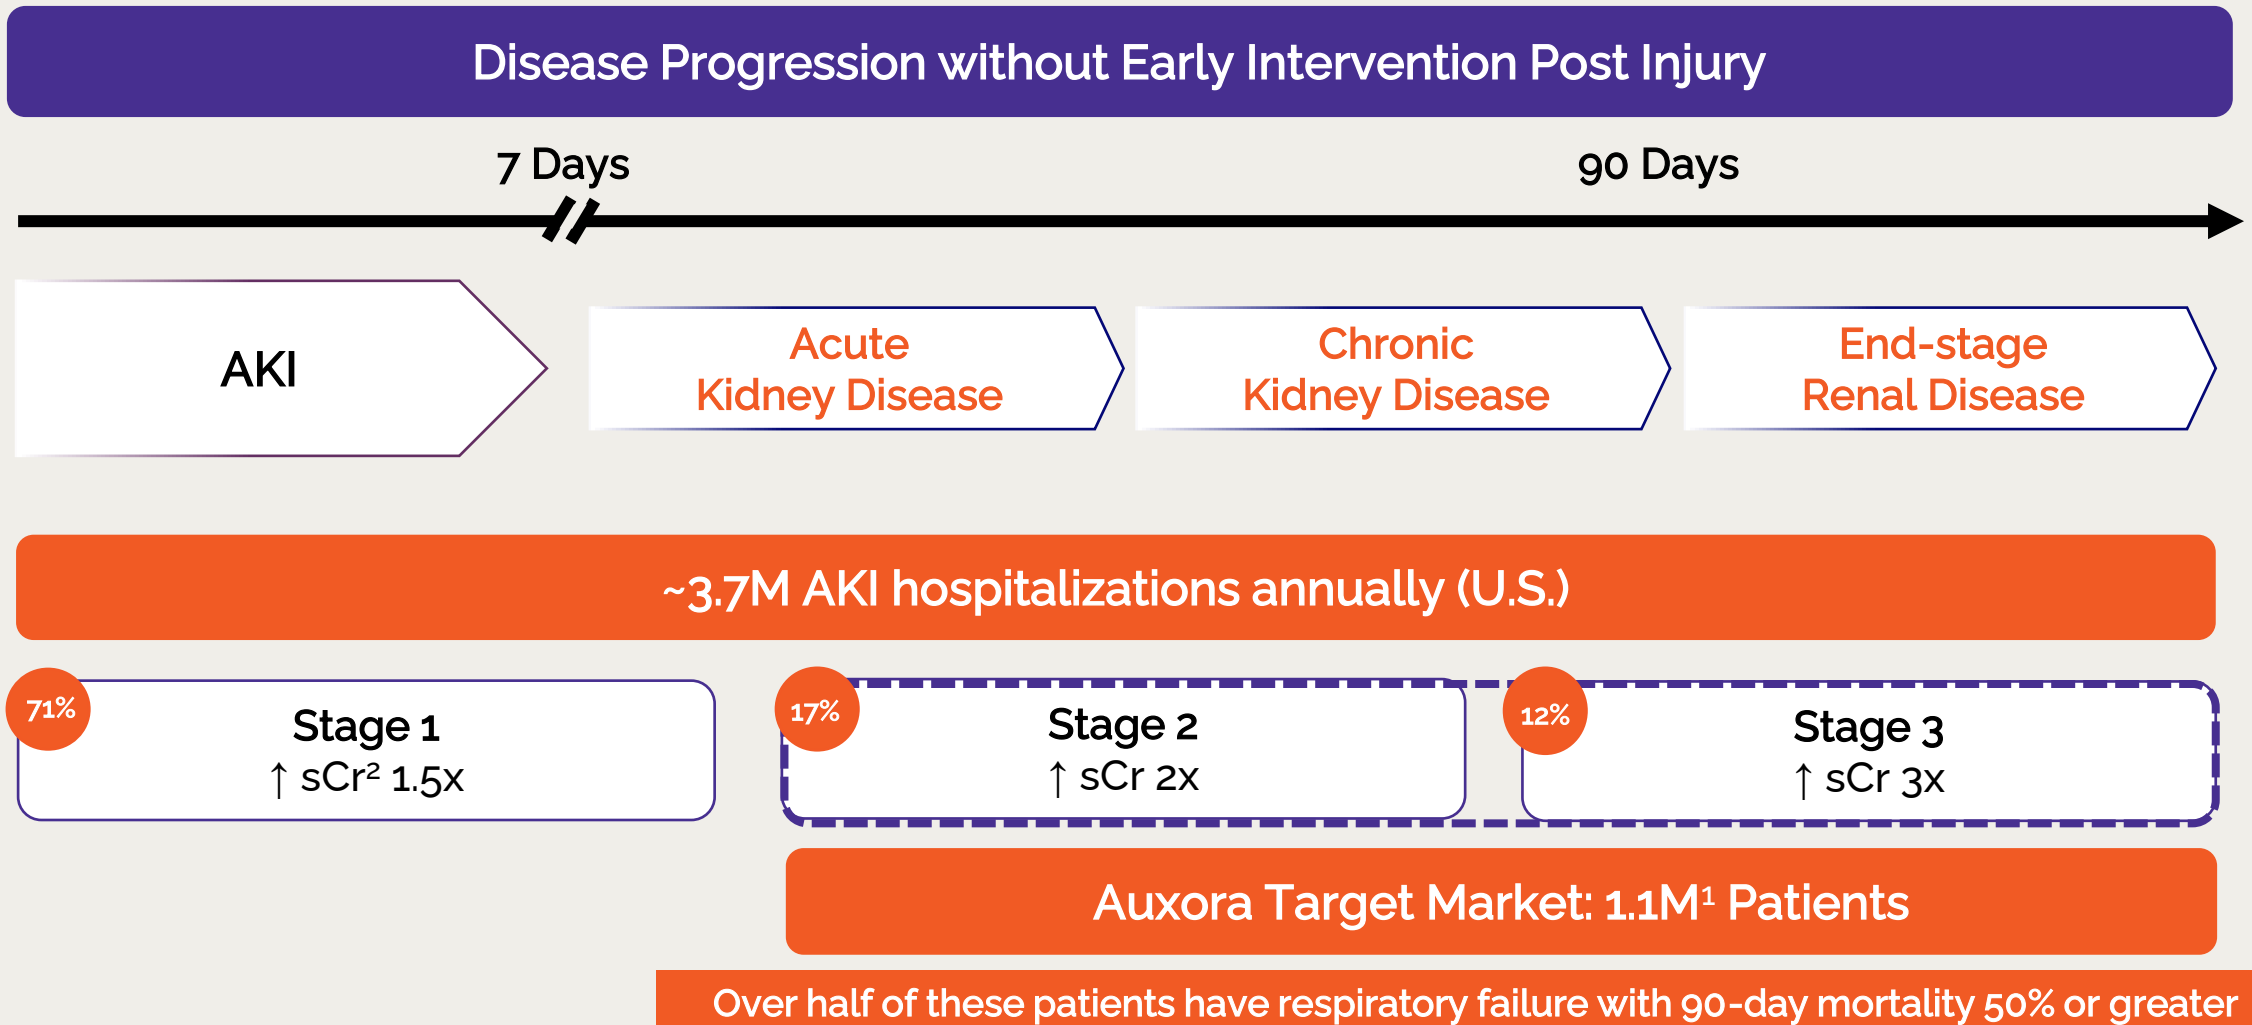 Disease Progression without Early Intervention Post Injury
7 Days
90 Days
AKI
Acute
Kidney Disease
Chronic
Kidney Disease
End-stage
Renal Disease
~3.7M AKI hospitalizations annually (U.S.)
71%
Stage 1
↑ sCr² 1.5x
17%
Stage 2
↑ sCr 2x
12%
Stage 3
↑ sCr 3x
Auxora Target Market: 1.1M¹ Patients
Over half of these patients have respiratory failure with 90-day mortality 50% or greater